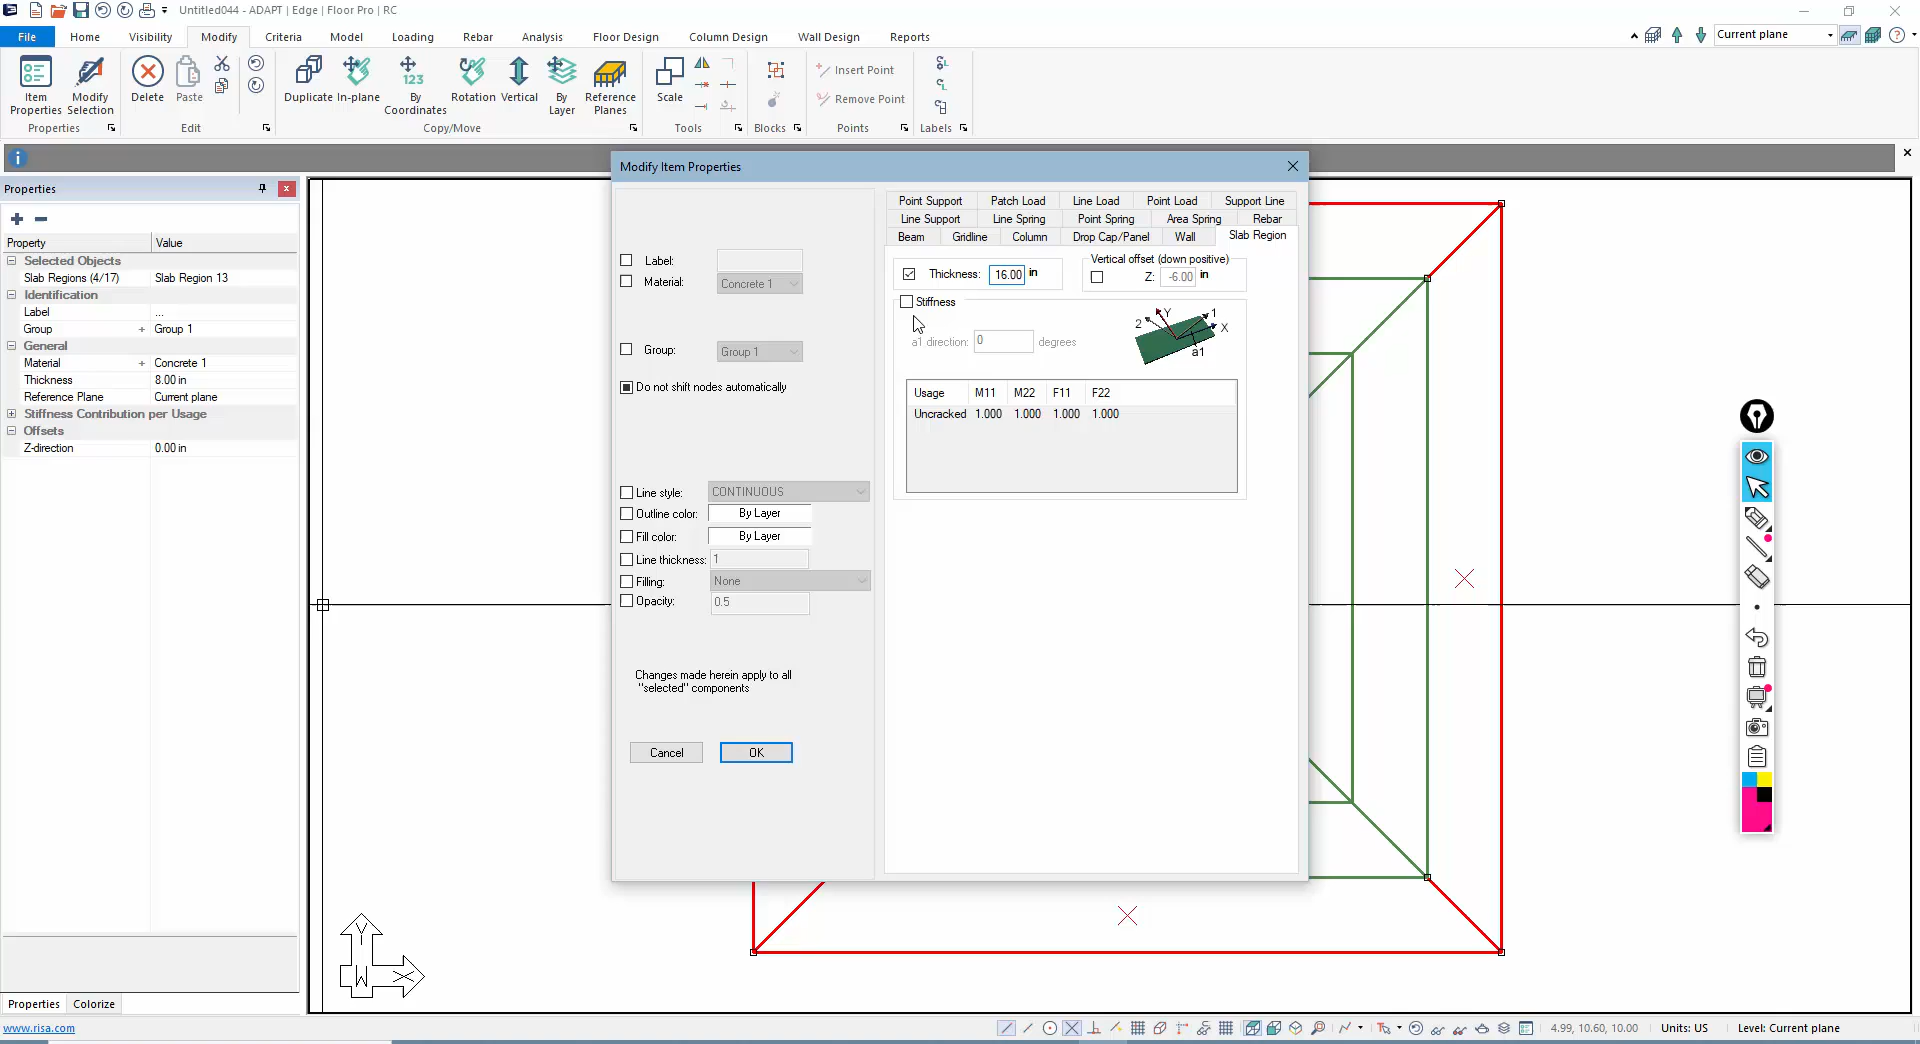 Untitled044 - ADAPT | Edge | Floor Pro | RC
File Home Visibility Modify Criteria Model Loading Rebar Analysis Floor Design Column Design Wall Design Reports
Current plane
Item Properties
Modify Selection
Delete
Paste
Duplicate
In-plane
By Coordinates
Rotation
Vertical
By Layer
Reference Planes
Scale
Insert Point
Remove Point
Properties Edit Copy/Move Tools Blocks Points Labels
Properties
Property Value
Selected Objects
Slab Regions (4/17) Slab Region 13
Identification
Label ...
Group + Group 1
General
Material + Concrete 1
Thickness 8.00 in
Reference Plane Current plane
Stiffness Contribution per Usage
Offsets
Z-direction 0.00 in
Properties Colorize
www.risa.com
Modify Item Properties
Label:
Material: Concrete 1
Group: Group 1
Do not shift nodes automatically
Line style: CONTINUOUS
Outline color: By Layer
Fill color: By Layer
Line thickness: 1
Filling: None
Opacity: 0.5
Changes made herein apply to all
"selected" components
Cancel OK
Point Support Patch Load Line Load Point Load Support Line
Line Support Line Spring Point Spring Area Spring Rebar
Beam Gridline Column Drop Cap/Panel Wall Slab Region
Thickness: 16.00 in
Vertical offset (down positive)
Z: -6.00 in
Stiffness
a1 direction: 0 degrees
2 Y 1 X a1
Usage M11 M22 F11 F22
Uncracked 1.000 1.000 1.000 1.000
Y
W X
4.99, 10.60, 10.00 Units: US Level: Current plane